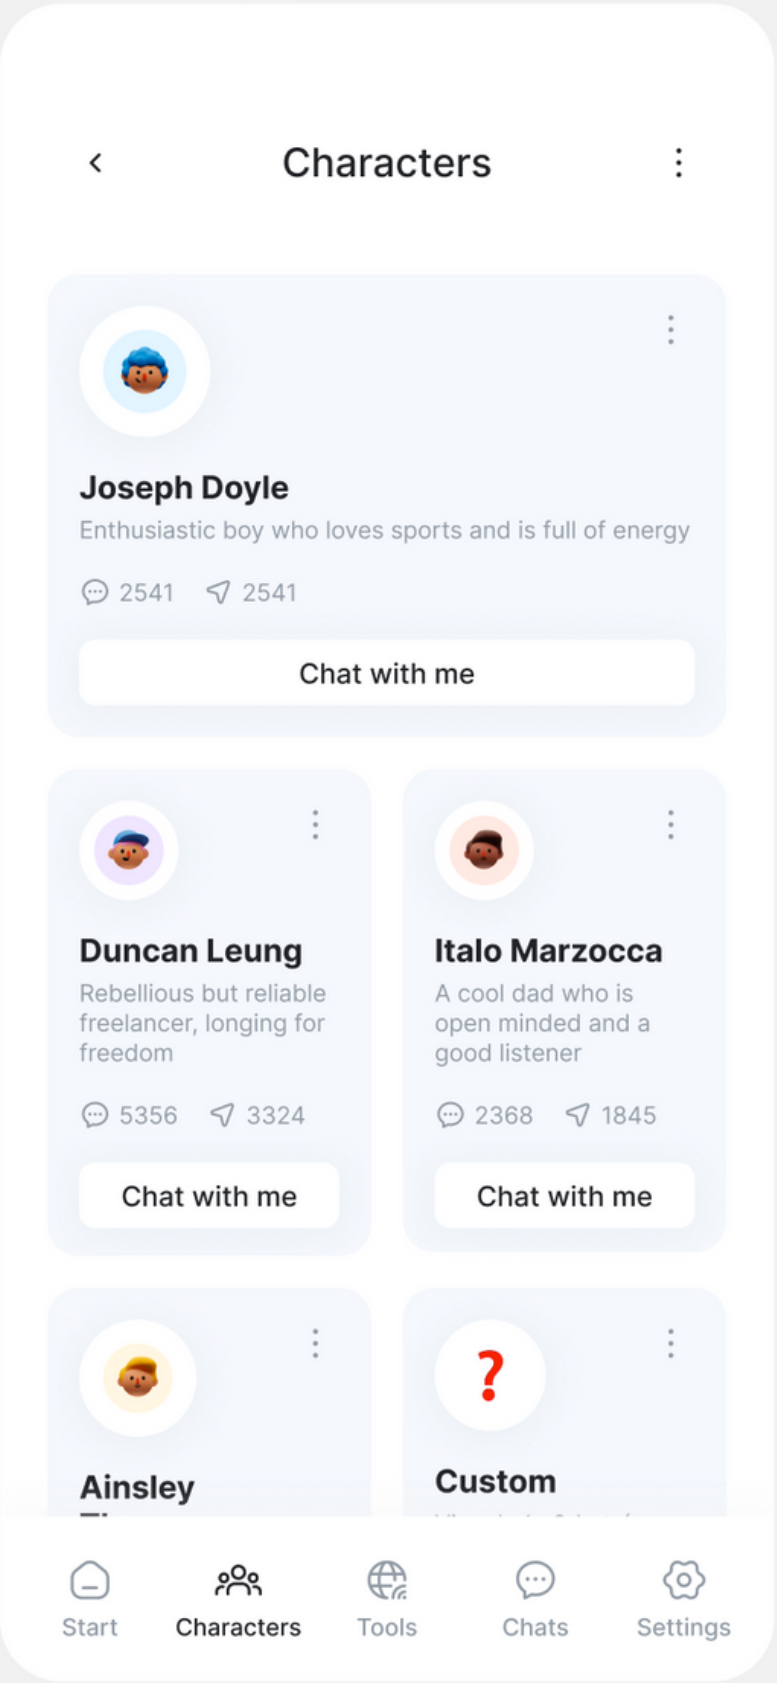 Characters
Joseph Doyle
Enthusiastic boy who loves sports and is full of energy
2541 2541
Chat with me
Duncan Leung
Rebellious but reliable
freelancer, longing for
freedom
5356 3324
Chat with me
Italo Marzocca
A cool dad who is
open minded and a
good listener
2368 1845
Chat with me
Ainsley
?
Custom
Start
Characters
Tools
Chats
Settings